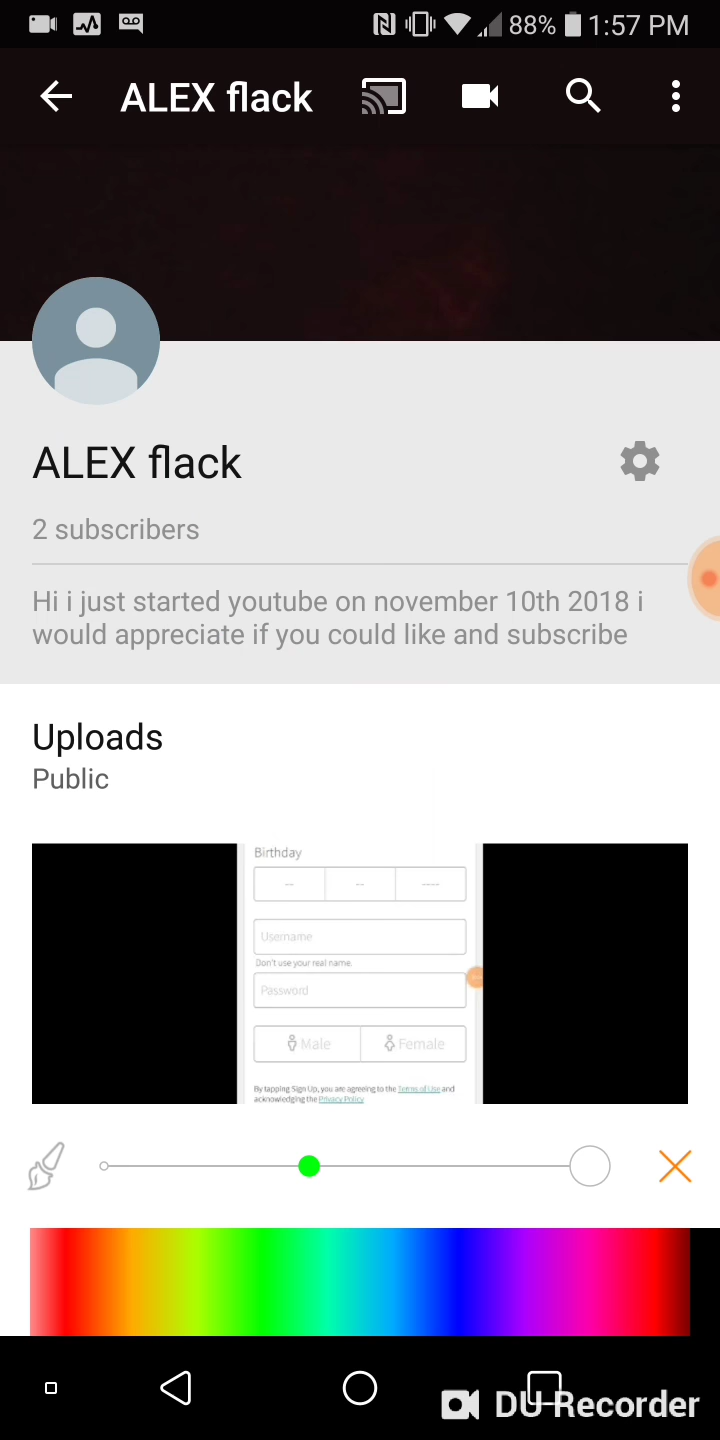 88% 1:57 PM
ALEX flack
ALEX flack
2 subscribers
Hi i just started youtube on november 10th 2018 i
would appreciate if you could like and subscribe
Uploads
Public
Birthday
-- -- ----
Username
Don't use your real name.
Password
Male Female
By tapping Sign Up, you are agreeing to the Terms of Use and
acknowledging the Privacy Policy
DU Recorder